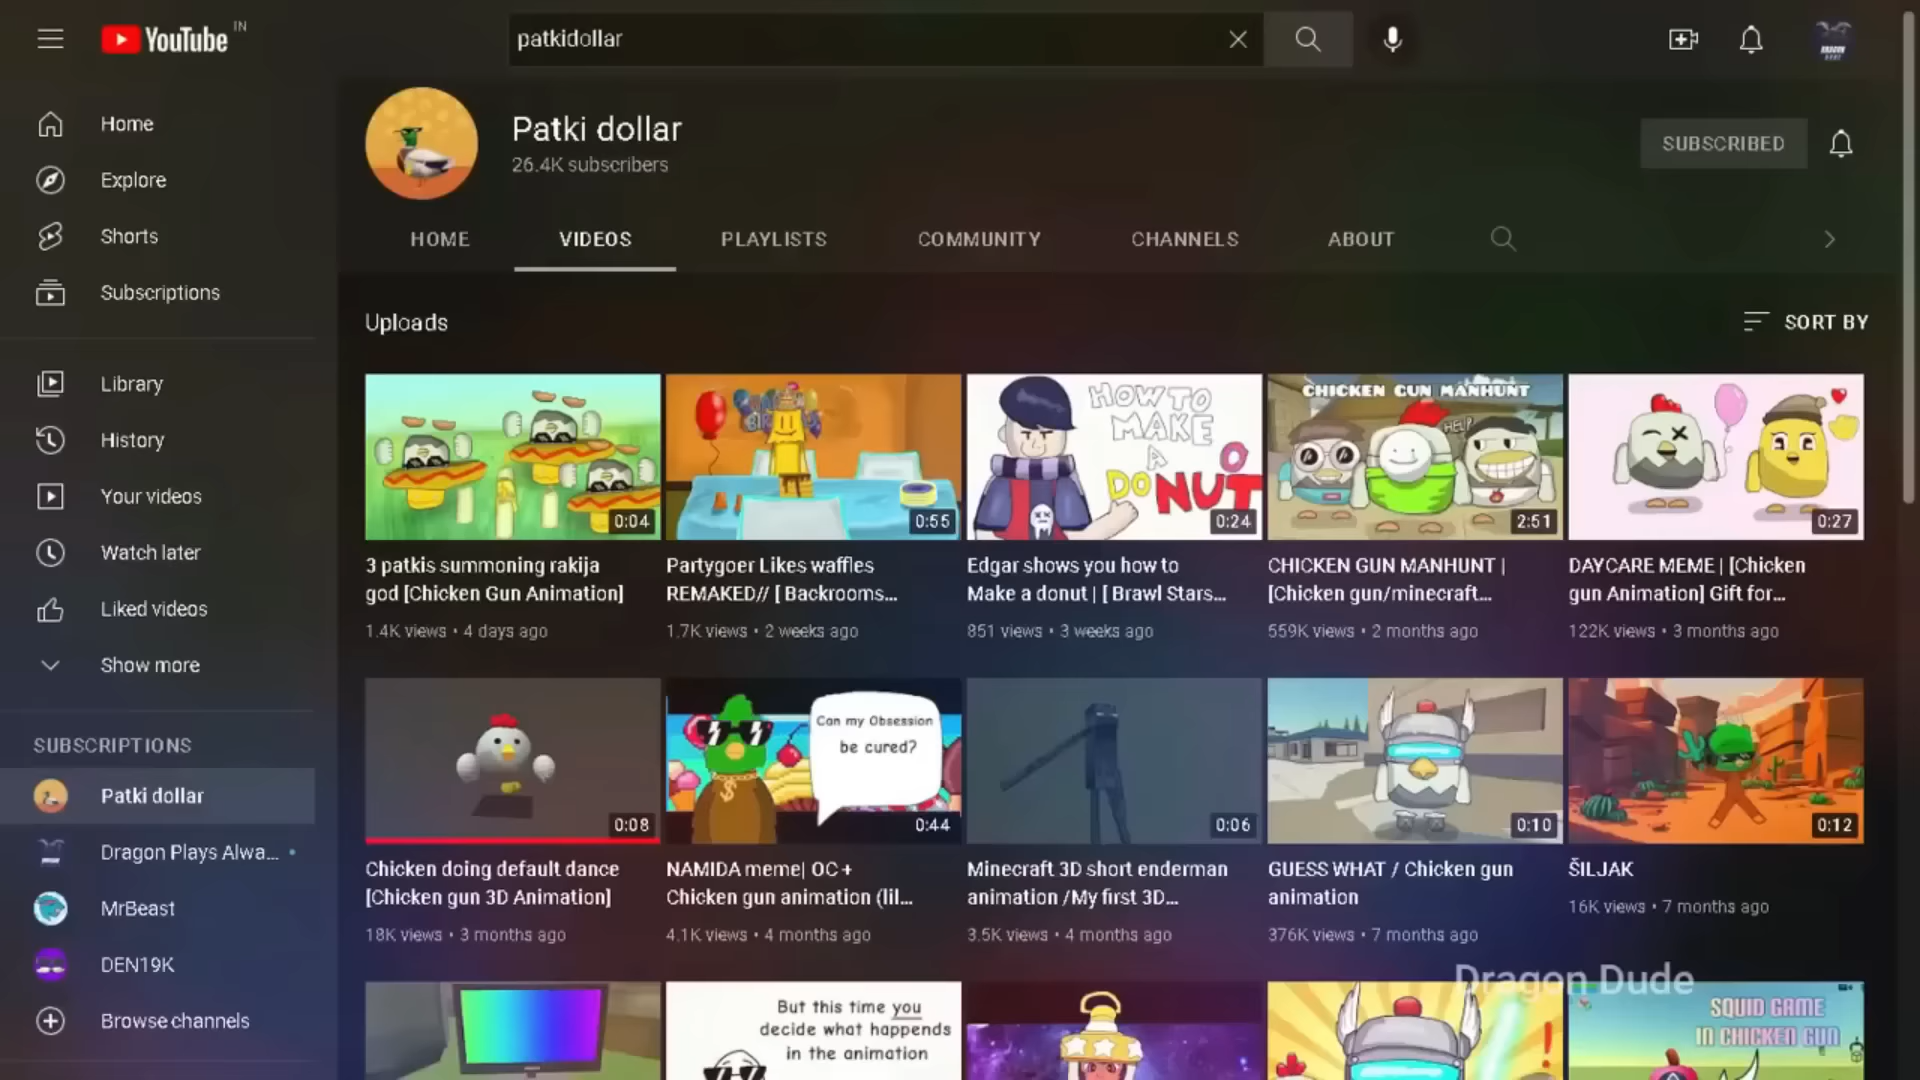 YouTube IN
patkidollar
Home
Explore
Shorts
Subscriptions
Library
History
Your videos
Watch later
Liked videos
Show more
SUBSCRIPTIONS
Patki dollar
Dragon Plays Alwa...
MrBeast
DEN19K
Browse channels
Patki dollar
26.4K subscribers
SUBSCRIBED
HOME VIDEOS PLAYLISTS COMMUNITY CHANNELS ABOUT
Uploads
SORT BY
0:04
3 patkis summoning rakija
god [Chicken Gun Animation]
1.4K views • 4 days ago
0:55
Partygoer Likes waffles
REMAKED// [ Backrooms...
1.7K views • 2 weeks ago
HOW TO
MAKE
A
DONUT
0:24
Edgar shows you how to
Make a donut | [ Brawl Stars...
851 views • 3 weeks ago
CHICKEN GUN MANHUNT
HELP
2:51
CHICKEN GUN MANHUNT |
[Chicken gun/minecraft...
559K views • 2 months ago
0:27
DAYCARE MEME | [Chicken
gun Animation] Gift for...
122K views • 3 months ago
0:08
Chicken doing default dance
[Chicken gun 3D Animation]
18K views • 3 months ago
Can my Obsession
be cured?
0:44
NAMIDA meme| OC +
Chicken gun animation (lil...
4.1K views • 4 months ago
0:06
Minecraft 3D short enderman
animation /My first 3D...
3.5K views • 4 months ago
0:10
GUESS WHAT / Chicken gun
animation
376K views • 7 months ago
0:12
ŠILJAK
16K views • 7 months ago
But this time you
decide what happends
in the animation
Dragon Dude
SQUID GAME
IN CHICKEN GUN